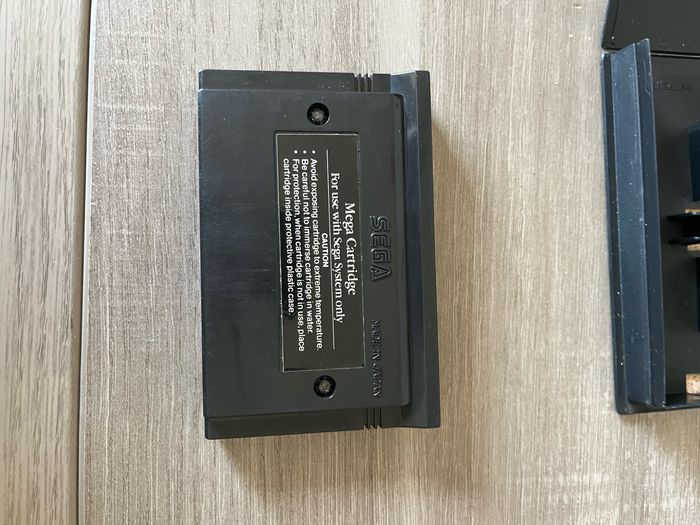 SEGA
MADE IN JAPAN
Mega Cartridge
For use with Sega System only
CAUTION
• Avoid exposing cartridge to extreme temperature.
• Be careful not to immerse cartridge in water.
• For protection, when cartridge is not in use, place
cartridge inside protective plastic case.